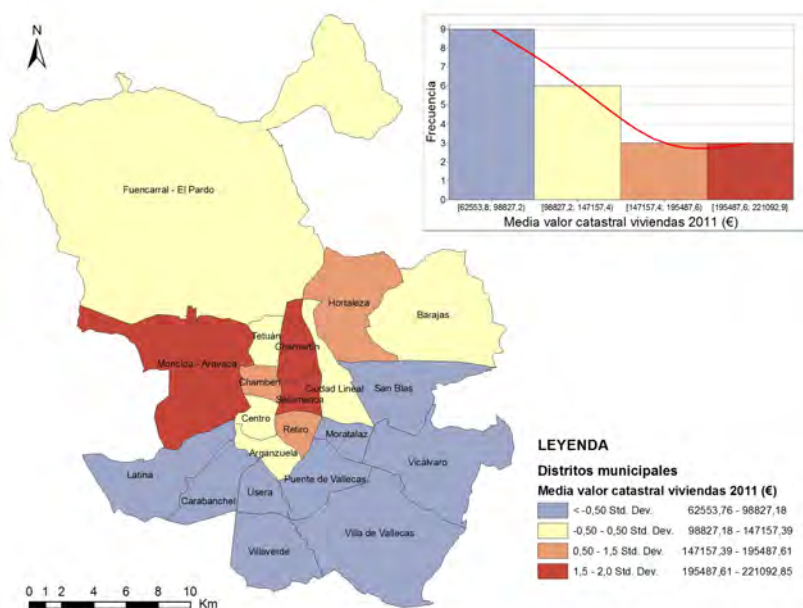 N
Fuencarral - El Pardo
Hortaleza
Barajas
Tetuán
Chamartín
Moncloa - Aravaca
Chamberí
Ciudad Lineal
San Blas
Salamanca
Centro
Retiro
Moratalaz
Arganzuela
Latina
Puente de Vallecas
Vicálvaro
Carabanchel
Usera
Villa de Vallecas
Villaverde
0 1 2 4 6 8 10
Km
Frecuencia
9
8
7
6
5
4
3
2
1
0
[62553,8; 98827,2) [98827,2; 147157,4) [147157,4; 195487,6) [195487,6; 221092,9]
Media valor catastral viviendas 2011 (€)
LEYENDA
Distritos municipales
Media valor catastral viviendas 2011 (€)
< -0,50 Std. Dev. 62553,76 - 98827,18
-0,50 - 0,50 Std. Dev. 98827,18 - 147157,39
0,50 - 1,5 Std. Dev. 147157,39 - 195487,61
1,5 - 2,0 Std. Dev. 195487,61 - 221092,85